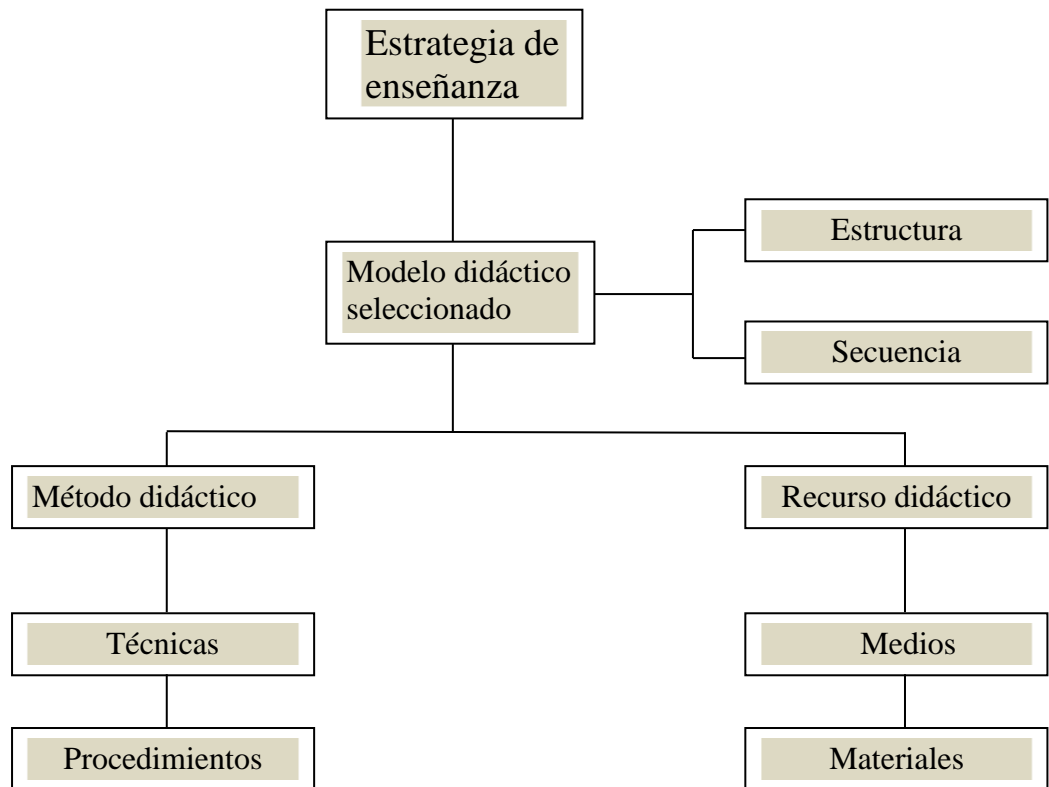 Estrategia de
enseñanza
Estructura
Modelo didáctico
seleccionado
Secuencia
Método didáctico
Recurso didáctico
Técnicas
Medios
Procedimientos
Materiales